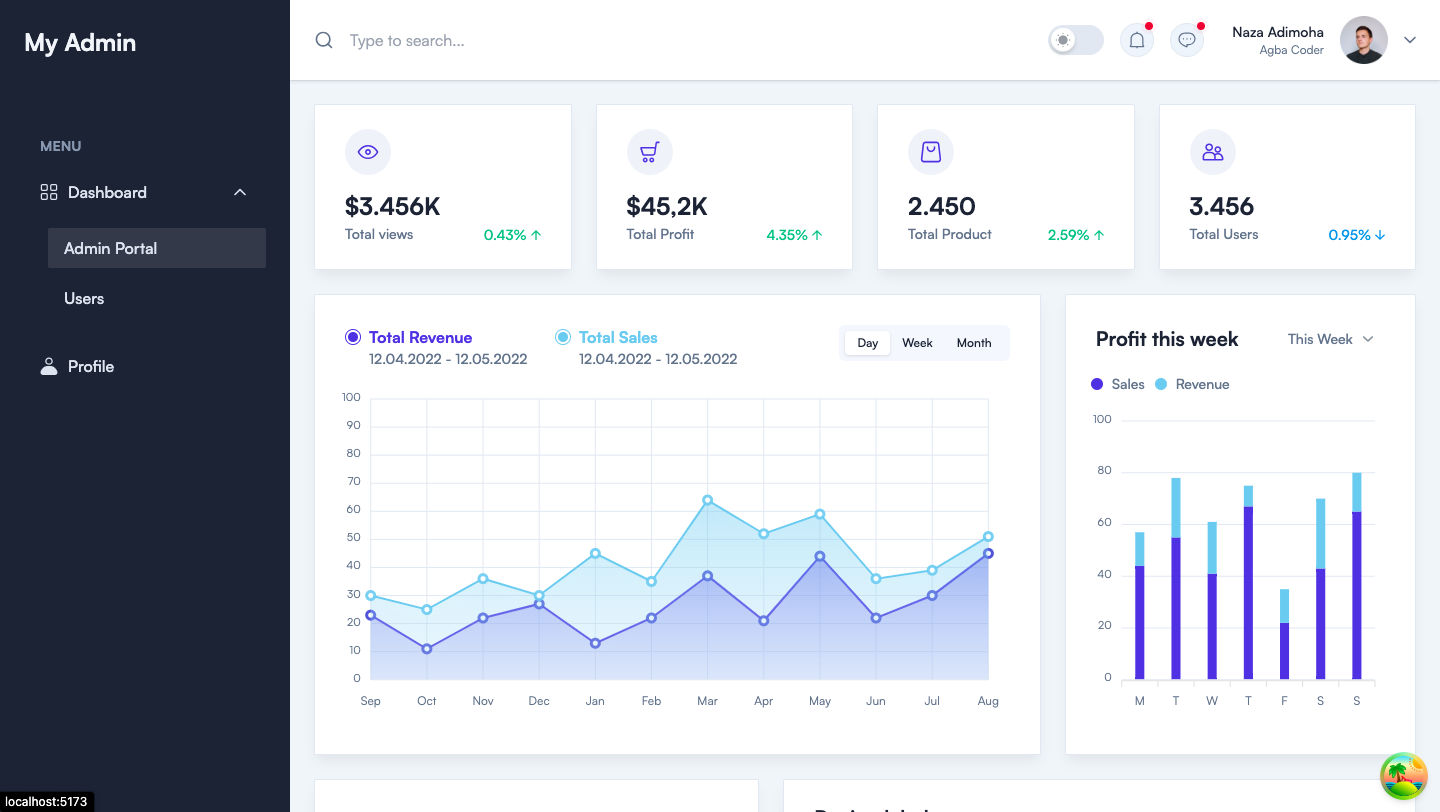 My Admin
MENU
Dashboard
Admin Portal
Users
Profile
localhost:5173
Type to search...
Naza Adimoha
Agba Coder
$3.456K
Total views
0.43%
$45,2K
Total Profit
4.35%
2.450
Total Product
2.59%
3.456
Total Users
0.95%
Total Revenue
12.04.2022 - 12.05.2022
Total Sales
12.04.2022 - 12.05.2022
Day Week Month
100
90
80
70
60
50
40
30
20
10
0
Sep Oct Nov Dec Jan Feb Mar Apr May Jun Jul Aug
Profit this week
This Week
Sales Revenue
100
80
60
40
20
0
M T W T F S S